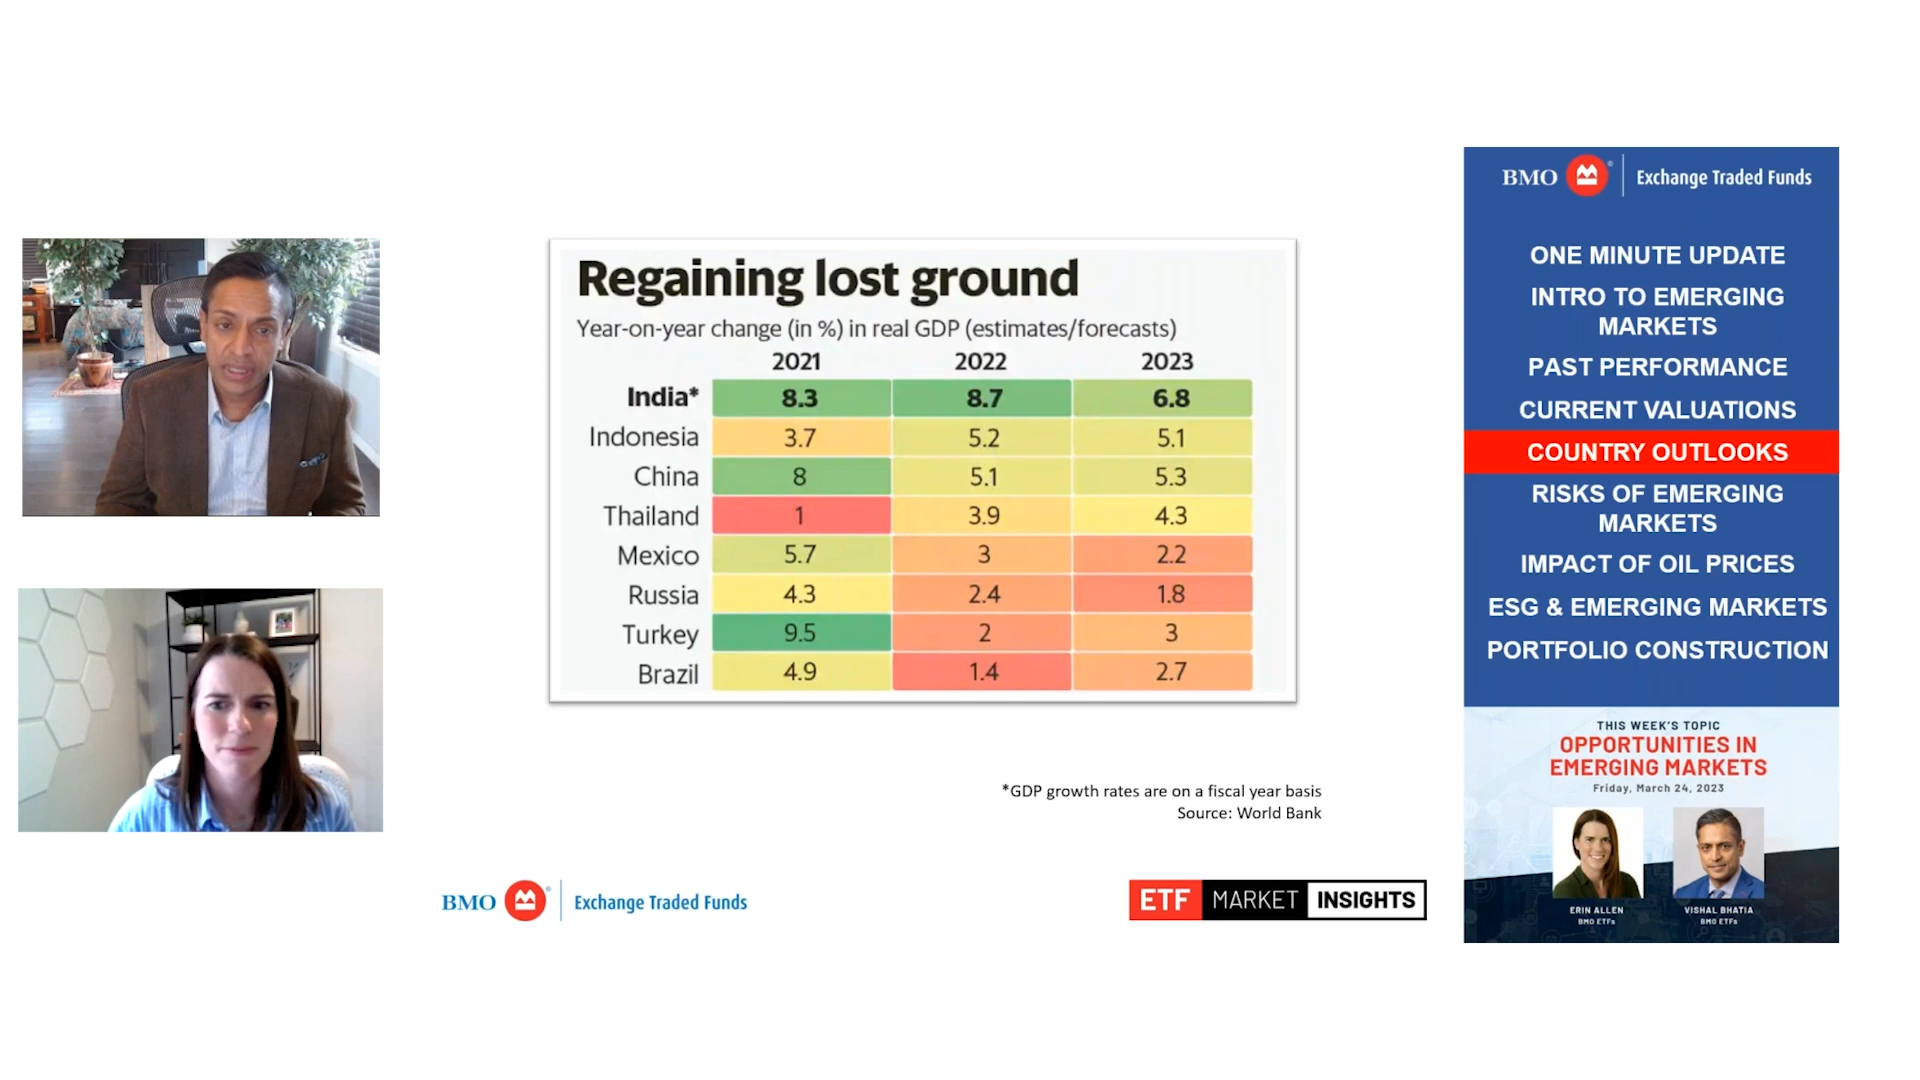 Regaining lost ground
Year-on-year change (in %) in real GDP (estimates/forecasts)
2021 2022 2023
India* 8.3 8.7 6.8
Indonesia 3.7 5.2 5.1
China 8 5.1 5.3
Thailand 1 3.9 4.3
Mexico 5.7 3 2.2
Russia 4.3 2.4 1.8
Turkey 9.5 2 3
Brazil 4.9 1.4 2.7
*GDP growth rates are on a fiscal year basis
Source: World Bank
BMO Exchange Traded Funds
ETF MARKET INSIGHTS
BMO Exchange Traded Funds
ONE MINUTE UPDATE
INTRO TO EMERGING
MARKETS
PAST PERFORMANCE
CURRENT VALUATIONS
COUNTRY OUTLOOKS
RISKS OF EMERGING
MARKETS
IMPACT OF OIL PRICES
ESG & EMERGING MARKETS
PORTFOLIO CONSTRUCTION
THIS WEEK'S TOPIC
OPPORTUNITIES IN
EMERGING MARKETS
Friday, March 24, 2023
ERIN ALLEN
BMO ETFs
VISHAL BHATIA
BMO ETFs